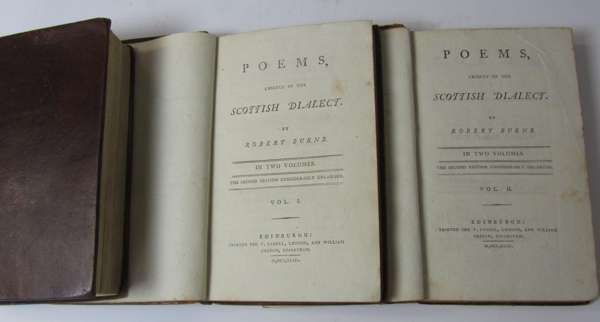 POEMS,
CHIEFLY IN THE
SCOTTISH DIALECT.
BY
ROBERT BURNS.
IN TWO VOLUMES.
THE SECOND EDITION CONSIDERABLY ENLARGED.
VOL. I.
EDINBURGH:
PRINTED FOR T. CADELL, LONDON, AND WILLIAM
CREECH, EDINBURGH.
POEMS,
CHIEFLY IN THE
SCOTTISH DIALECT.
BY
ROBERT BURNS.
IN TWO VOLUMES.
THE SECOND EDITION CONSIDERABLY ENLARGED.
VOL. II.
EDINBURGH:
PRINTED FOR T. CADELL, LONDON, AND WILLIAM
CREECH, EDINBURGH.